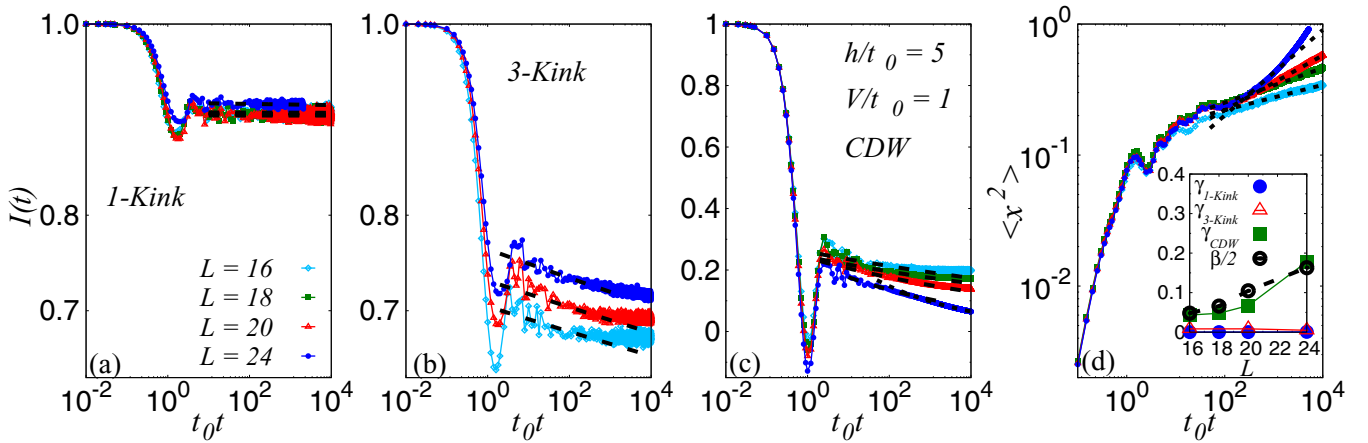 I(t)
1.0
0.9
0.8
1-Kink
L = 16
L = 18
L = 20
L = 24
(a)
10^-2 10^0 10^2 10^4
t_0t
1.0
0.9
0.8
0.7
3-Kink
(b)
10^-2 10^0 10^2 10^4
t_0t
1
0.8
0.6
0.4
0.2
0
h/t_0 = 5
V/t_0 = 1
CDW
(c)
10^-2 10^0 10^2 10^4
t_0t
<x^2>
10^0
10^-1
10^-2
0.4
0.3
0.2
0.1
0
γ_1-Kink
γ_3-Kink
γ_CDW
β/2
16 18 20 22 24
L
(d)
10^0 10^2 10^4
t_0t